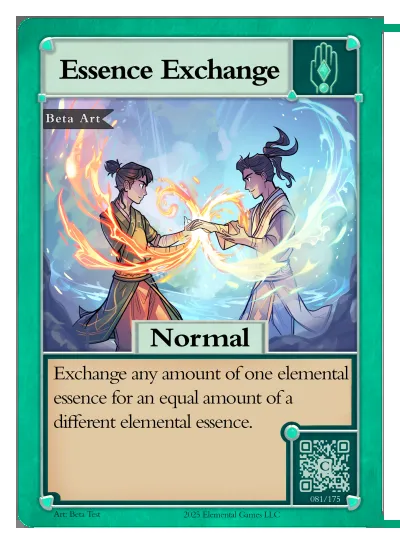 Essence Exchange
Beta Art
Normal
Exchange any amount of one elemental
essence for an equal amount of a
different elemental essence.
C
081/175
Art: Beta Test
2025 Elemental Games LLC